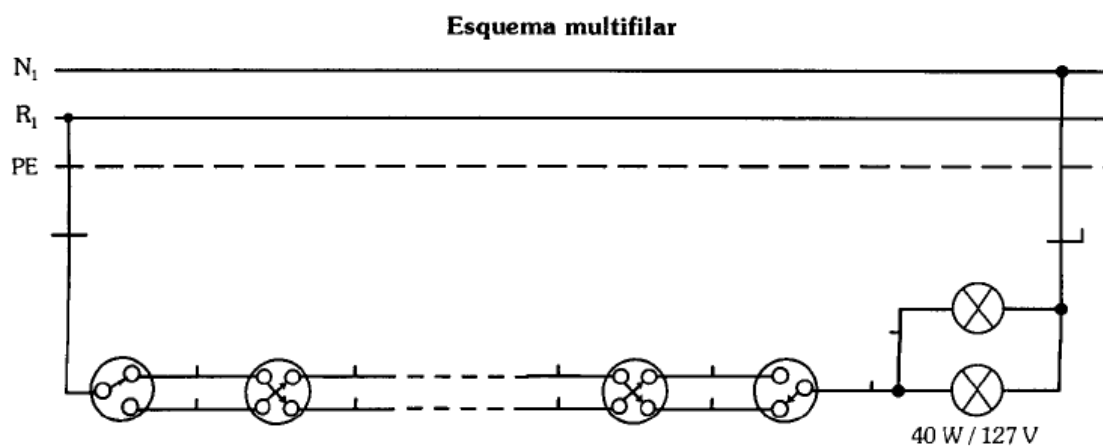 Esquema multifilar
N₁
R₁
PE
40 W / 127 V